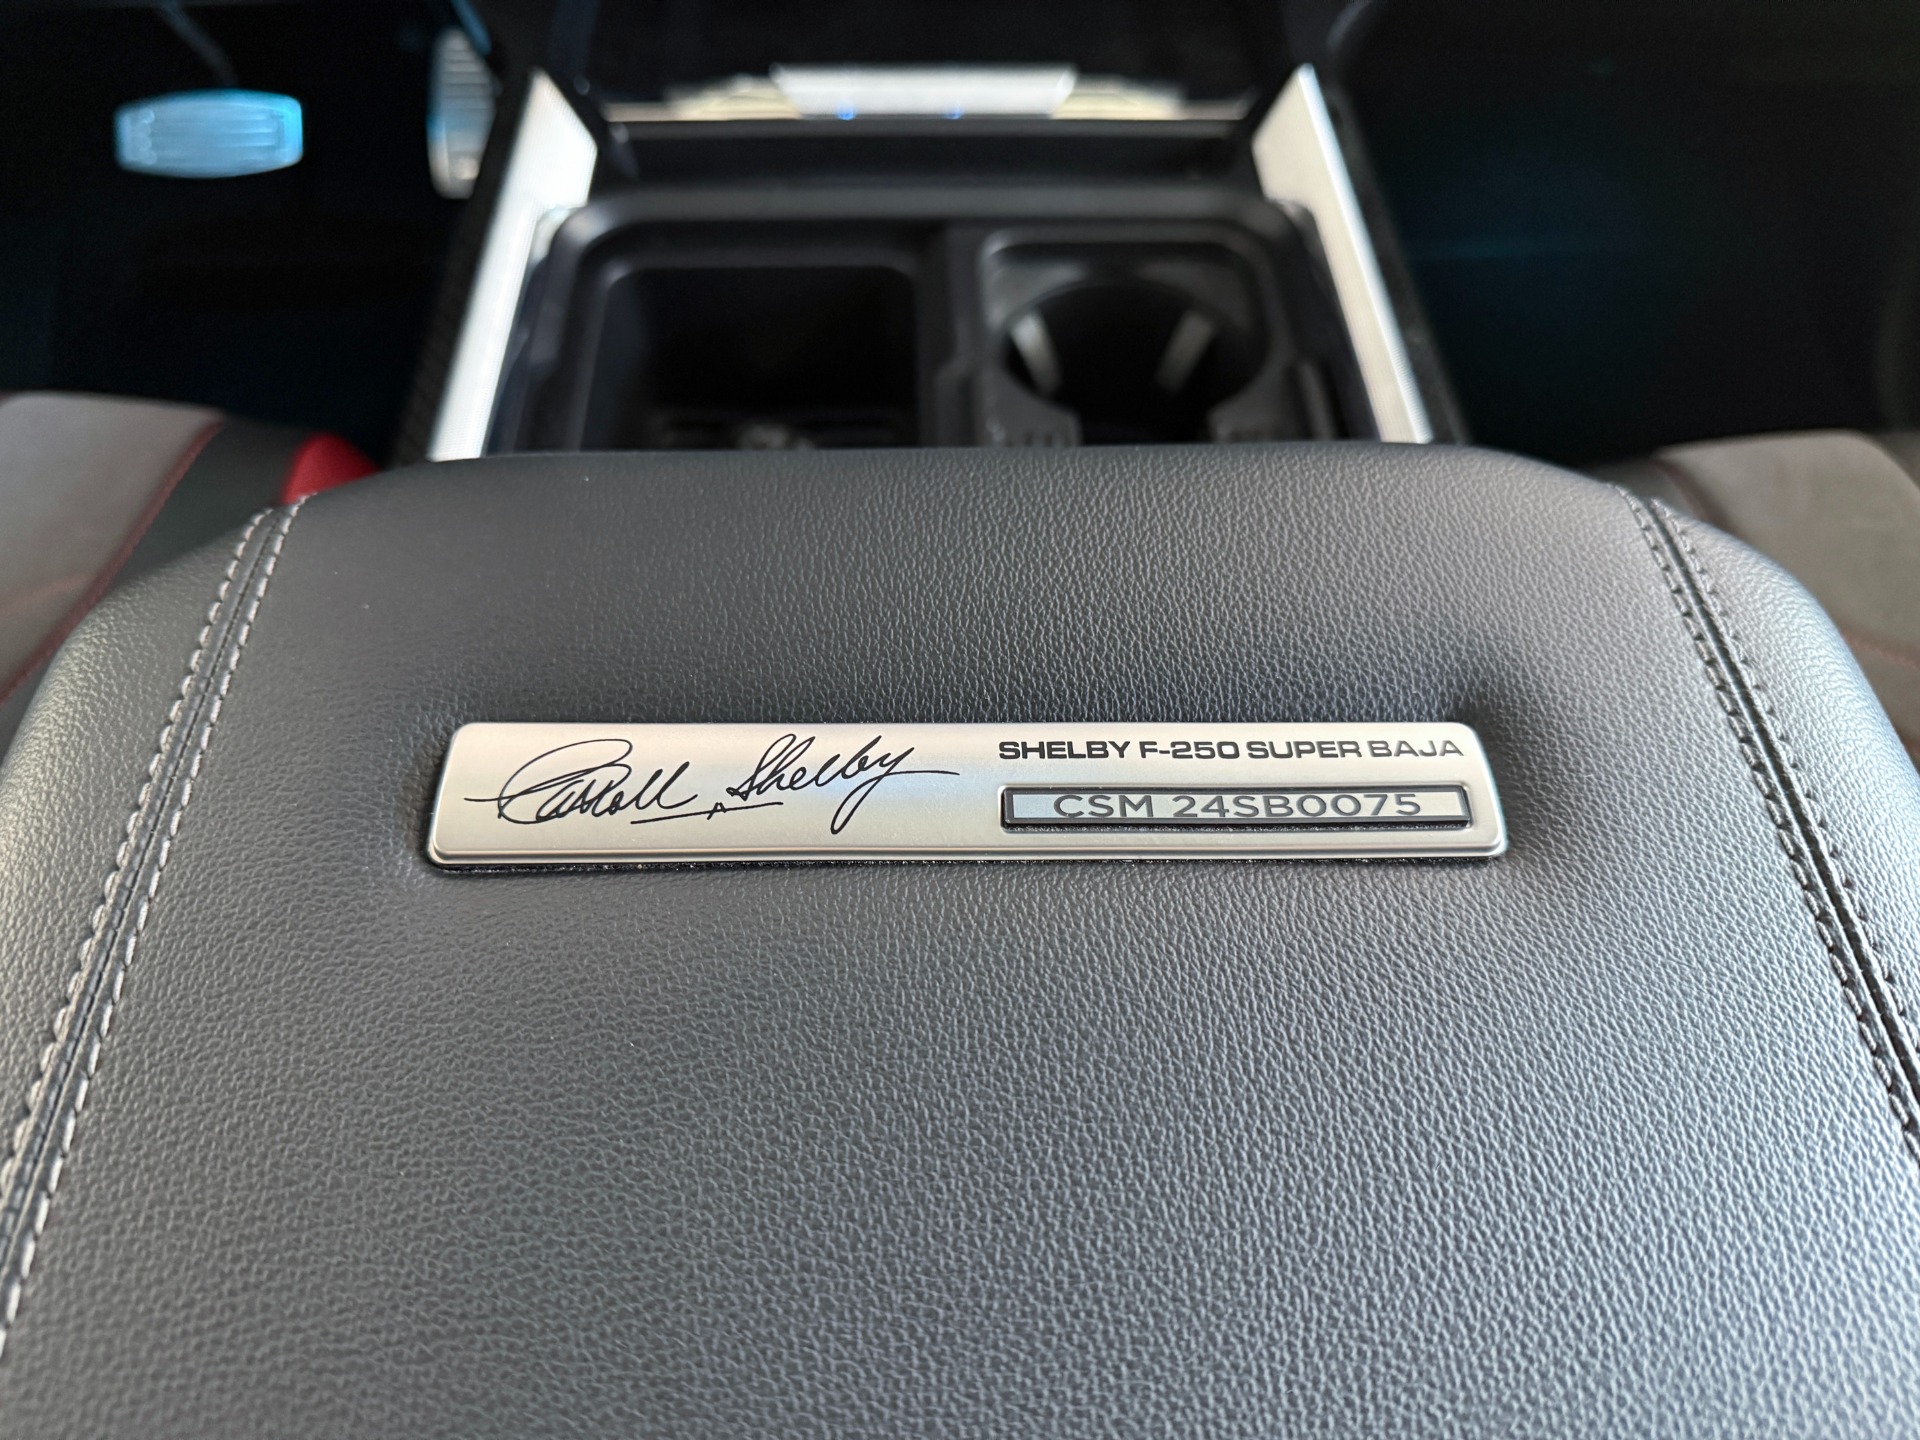 Carroll Shelby
SHELBY F-250 SUPER BAJA
CSM 24SB0075